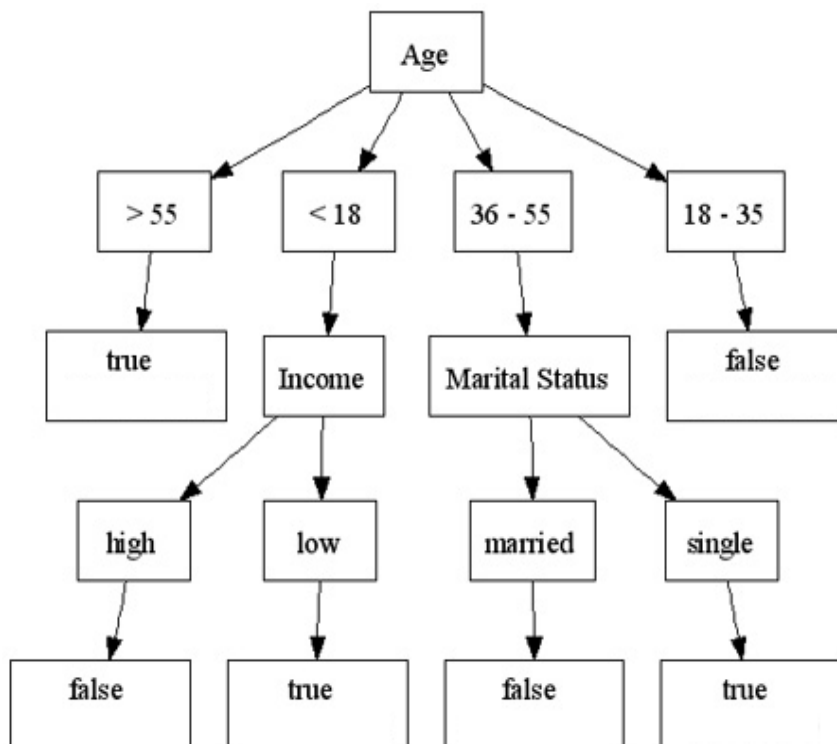 Age
> 55
< 18
36 - 55
18 - 35
true
Income
Marital Status
false
high
low
married
single
false
true
false
true